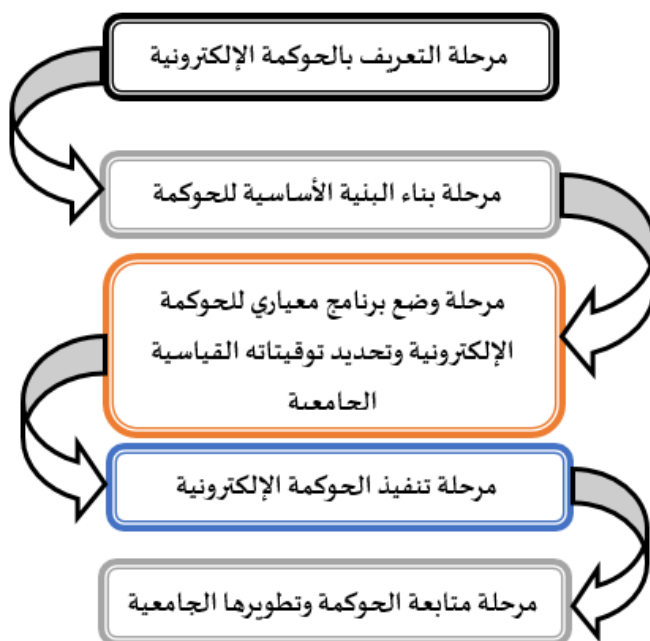 مرحلة التعريف بالحوكمة الإلكترونية
مرحلة بناء البنية الأساسية للحوكمة
مرحلة وضع برنامج معياري للحوكمة
الإلكترونية وتحديد توقيتاته القياسية
الجامعية
مرحلة تنفيذ الحوكمة الإلكترونية
مرحلة متابعة الحوكمة وتطويرها الجامعية